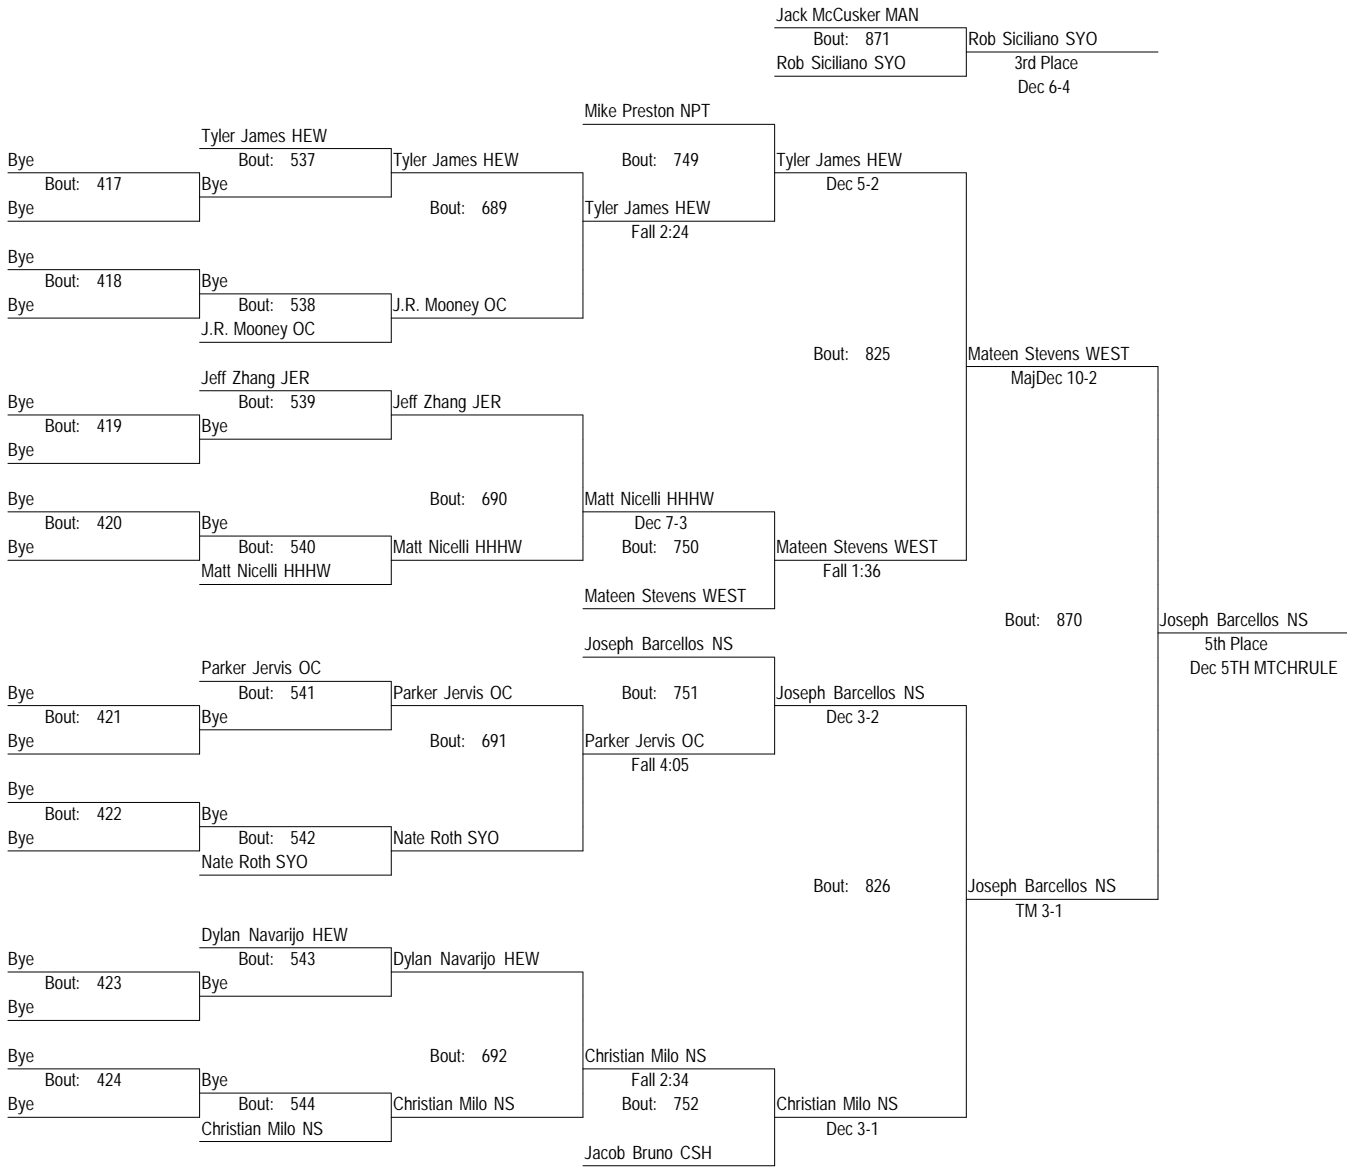 Jack McCusker MAN
Bout: 871
Rob Siciliano SYO
Rob Siciliano SYO
3rd Place
Dec 6-4
Mike Preston NPT
Tyler James HEW
Bye
Bout: 537
Tyler James HEW
Bout: 749
Tyler James HEW
Bout: 417
Bye
Dec 5-2
Bye
Bout: 689
Tyler James HEW
Fall 2:24
Bye
Bout: 418
Bye
Bye
Bout: 538
J.R. Mooney OC
J.R. Mooney OC
Bout: 825
Mateen Stevens WEST
MajDec 10-2
Jeff Zhang JER
Bye
Bout: 539
Jeff Zhang JER
Bout: 419
Bye
Bye
Bye
Bout: 690
Matt Nicelli HHHW
Bout: 420
Bye
Dec 7-3
Bye
Bout: 540
Matt Nicelli HHHW
Bout: 750
Mateen Stevens WEST
Matt Nicelli HHHW
Fall 1:36
Mateen Stevens WEST
Bout: 870
Joseph Barcellos NS
5th Place
Dec 5TH MTCHRULE
Joseph Barcellos NS
Parker Jervis OC
Bye
Bout: 541
Parker Jervis OC
Bout: 751
Joseph Barcellos NS
Bout: 421
Bye
Dec 3-2
Bye
Bout: 691
Parker Jervis OC
Fall 4:05
Bye
Bout: 422
Bye
Bye
Bout: 542
Nate Roth SYO
Nate Roth SYO
Bout: 826
Joseph Barcellos NS
TM 3-1
Dylan Navarijo HEW
Bye
Bout: 543
Dylan Navarijo HEW
Bout: 423
Bye
Bye
Bye
Bout: 692
Christian Milo NS
Bout: 424
Bye
Fall 2:34
Bye
Bout: 544
Christian Milo NS
Bout: 752
Christian Milo NS
Christian Milo NS
Dec 3-1
Jacob Bruno CSH